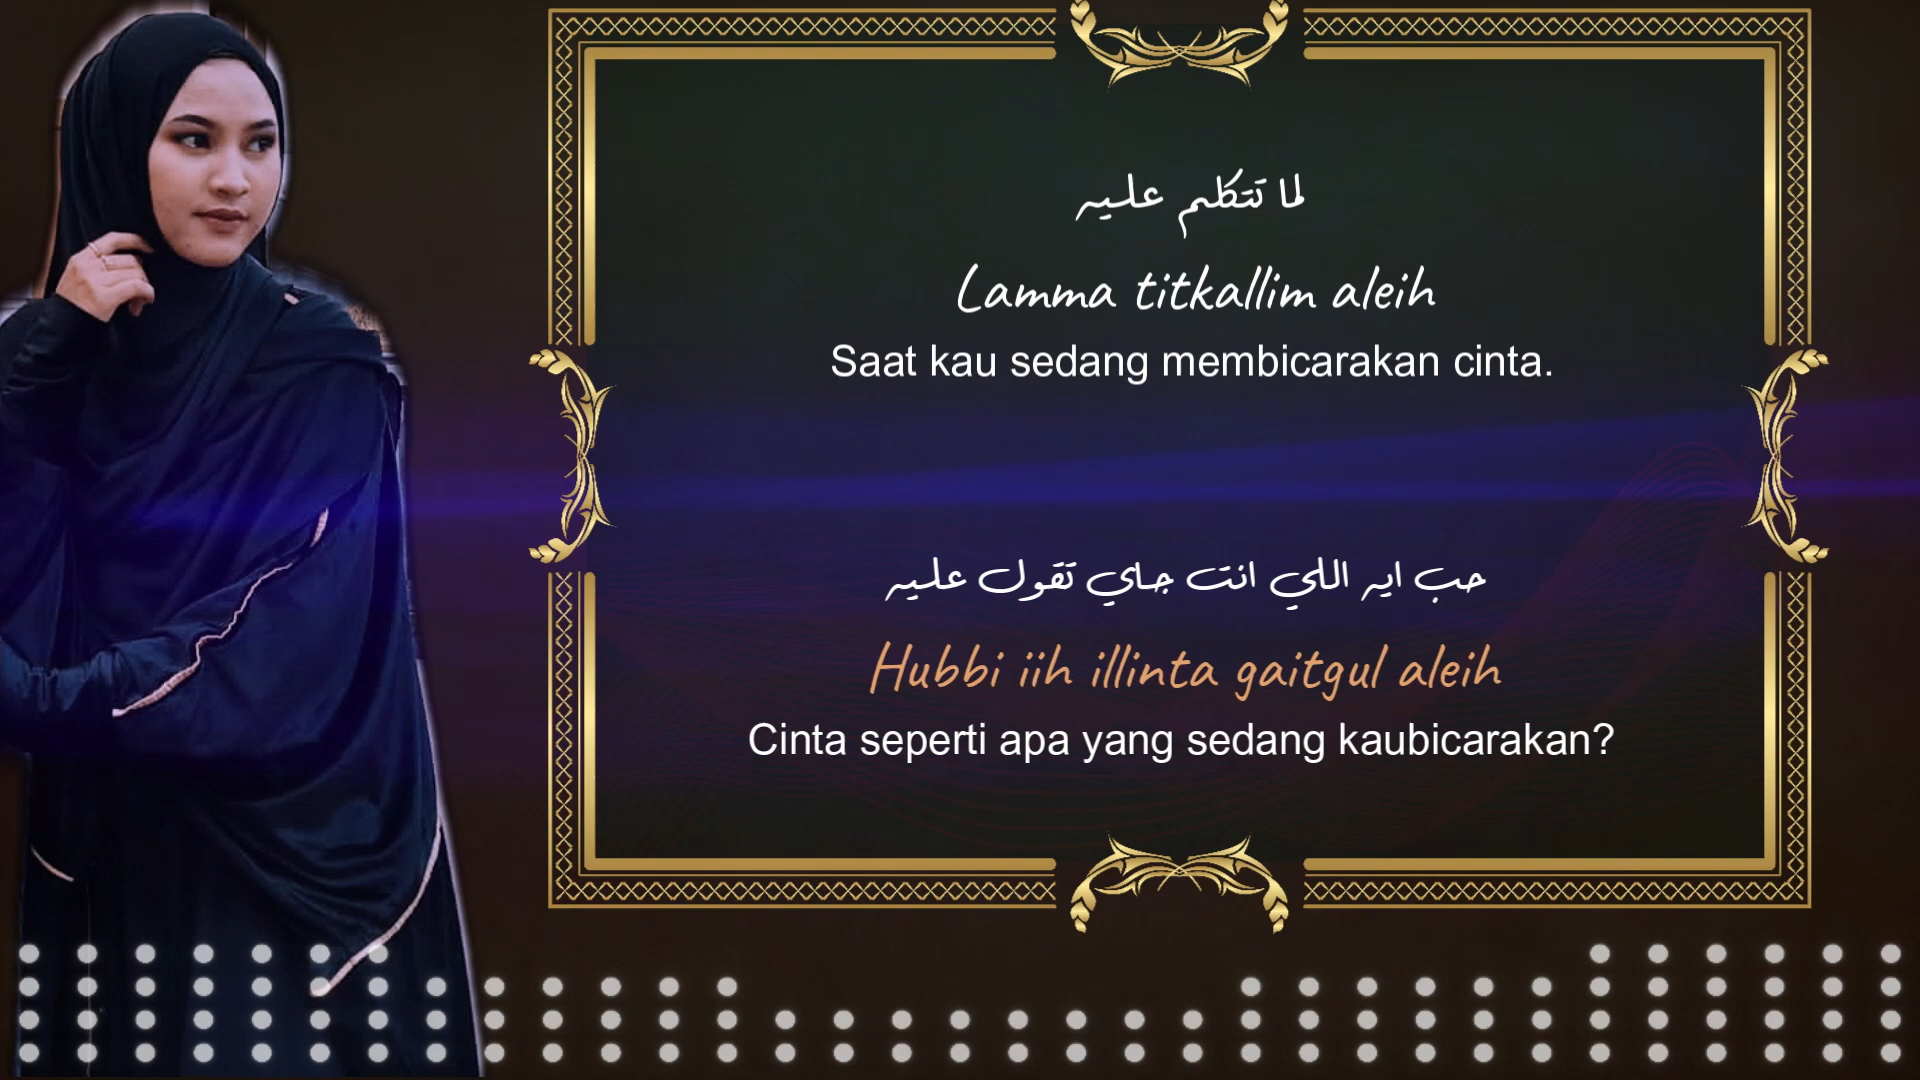 لما تتكلم عليه
Lamma titkallim aleih
Saat kau sedang membicarakan cinta.
حب ايه اللي انت جاي تقول عليه
Hubbi iih illinta gaitgul aleih
Cinta seperti apa yang sedang kaubicarakan?